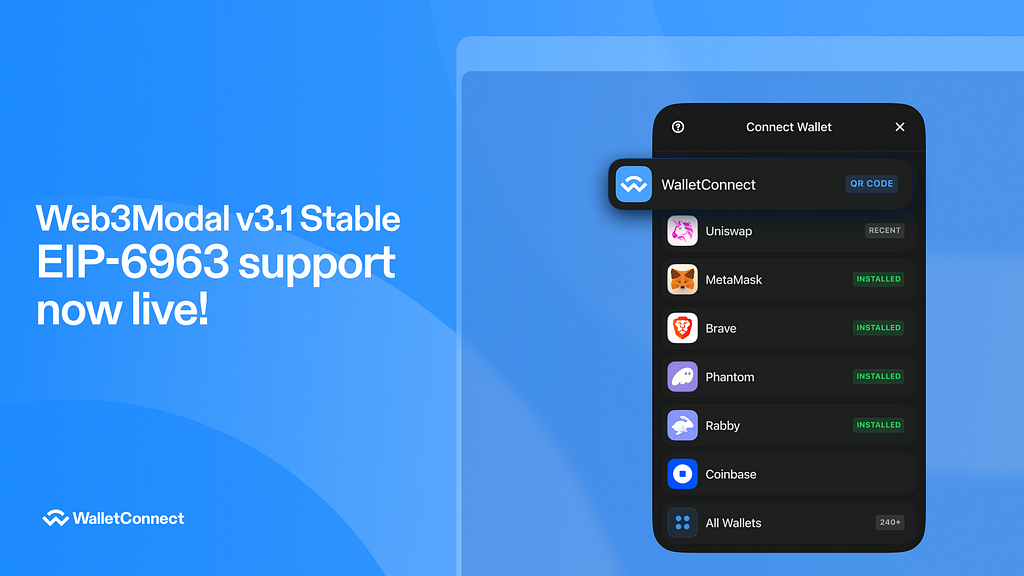 Web3Modal v3.1 Stable
EIP-6963 support
now live!
WalletConnect
Connect Wallet
WalletConnect QR CODE
Uniswap RECENT
MetaMask INSTALLED
Brave INSTALLED
Phantom INSTALLED
Rabby INSTALLED
Coinbase
All Wallets 240+